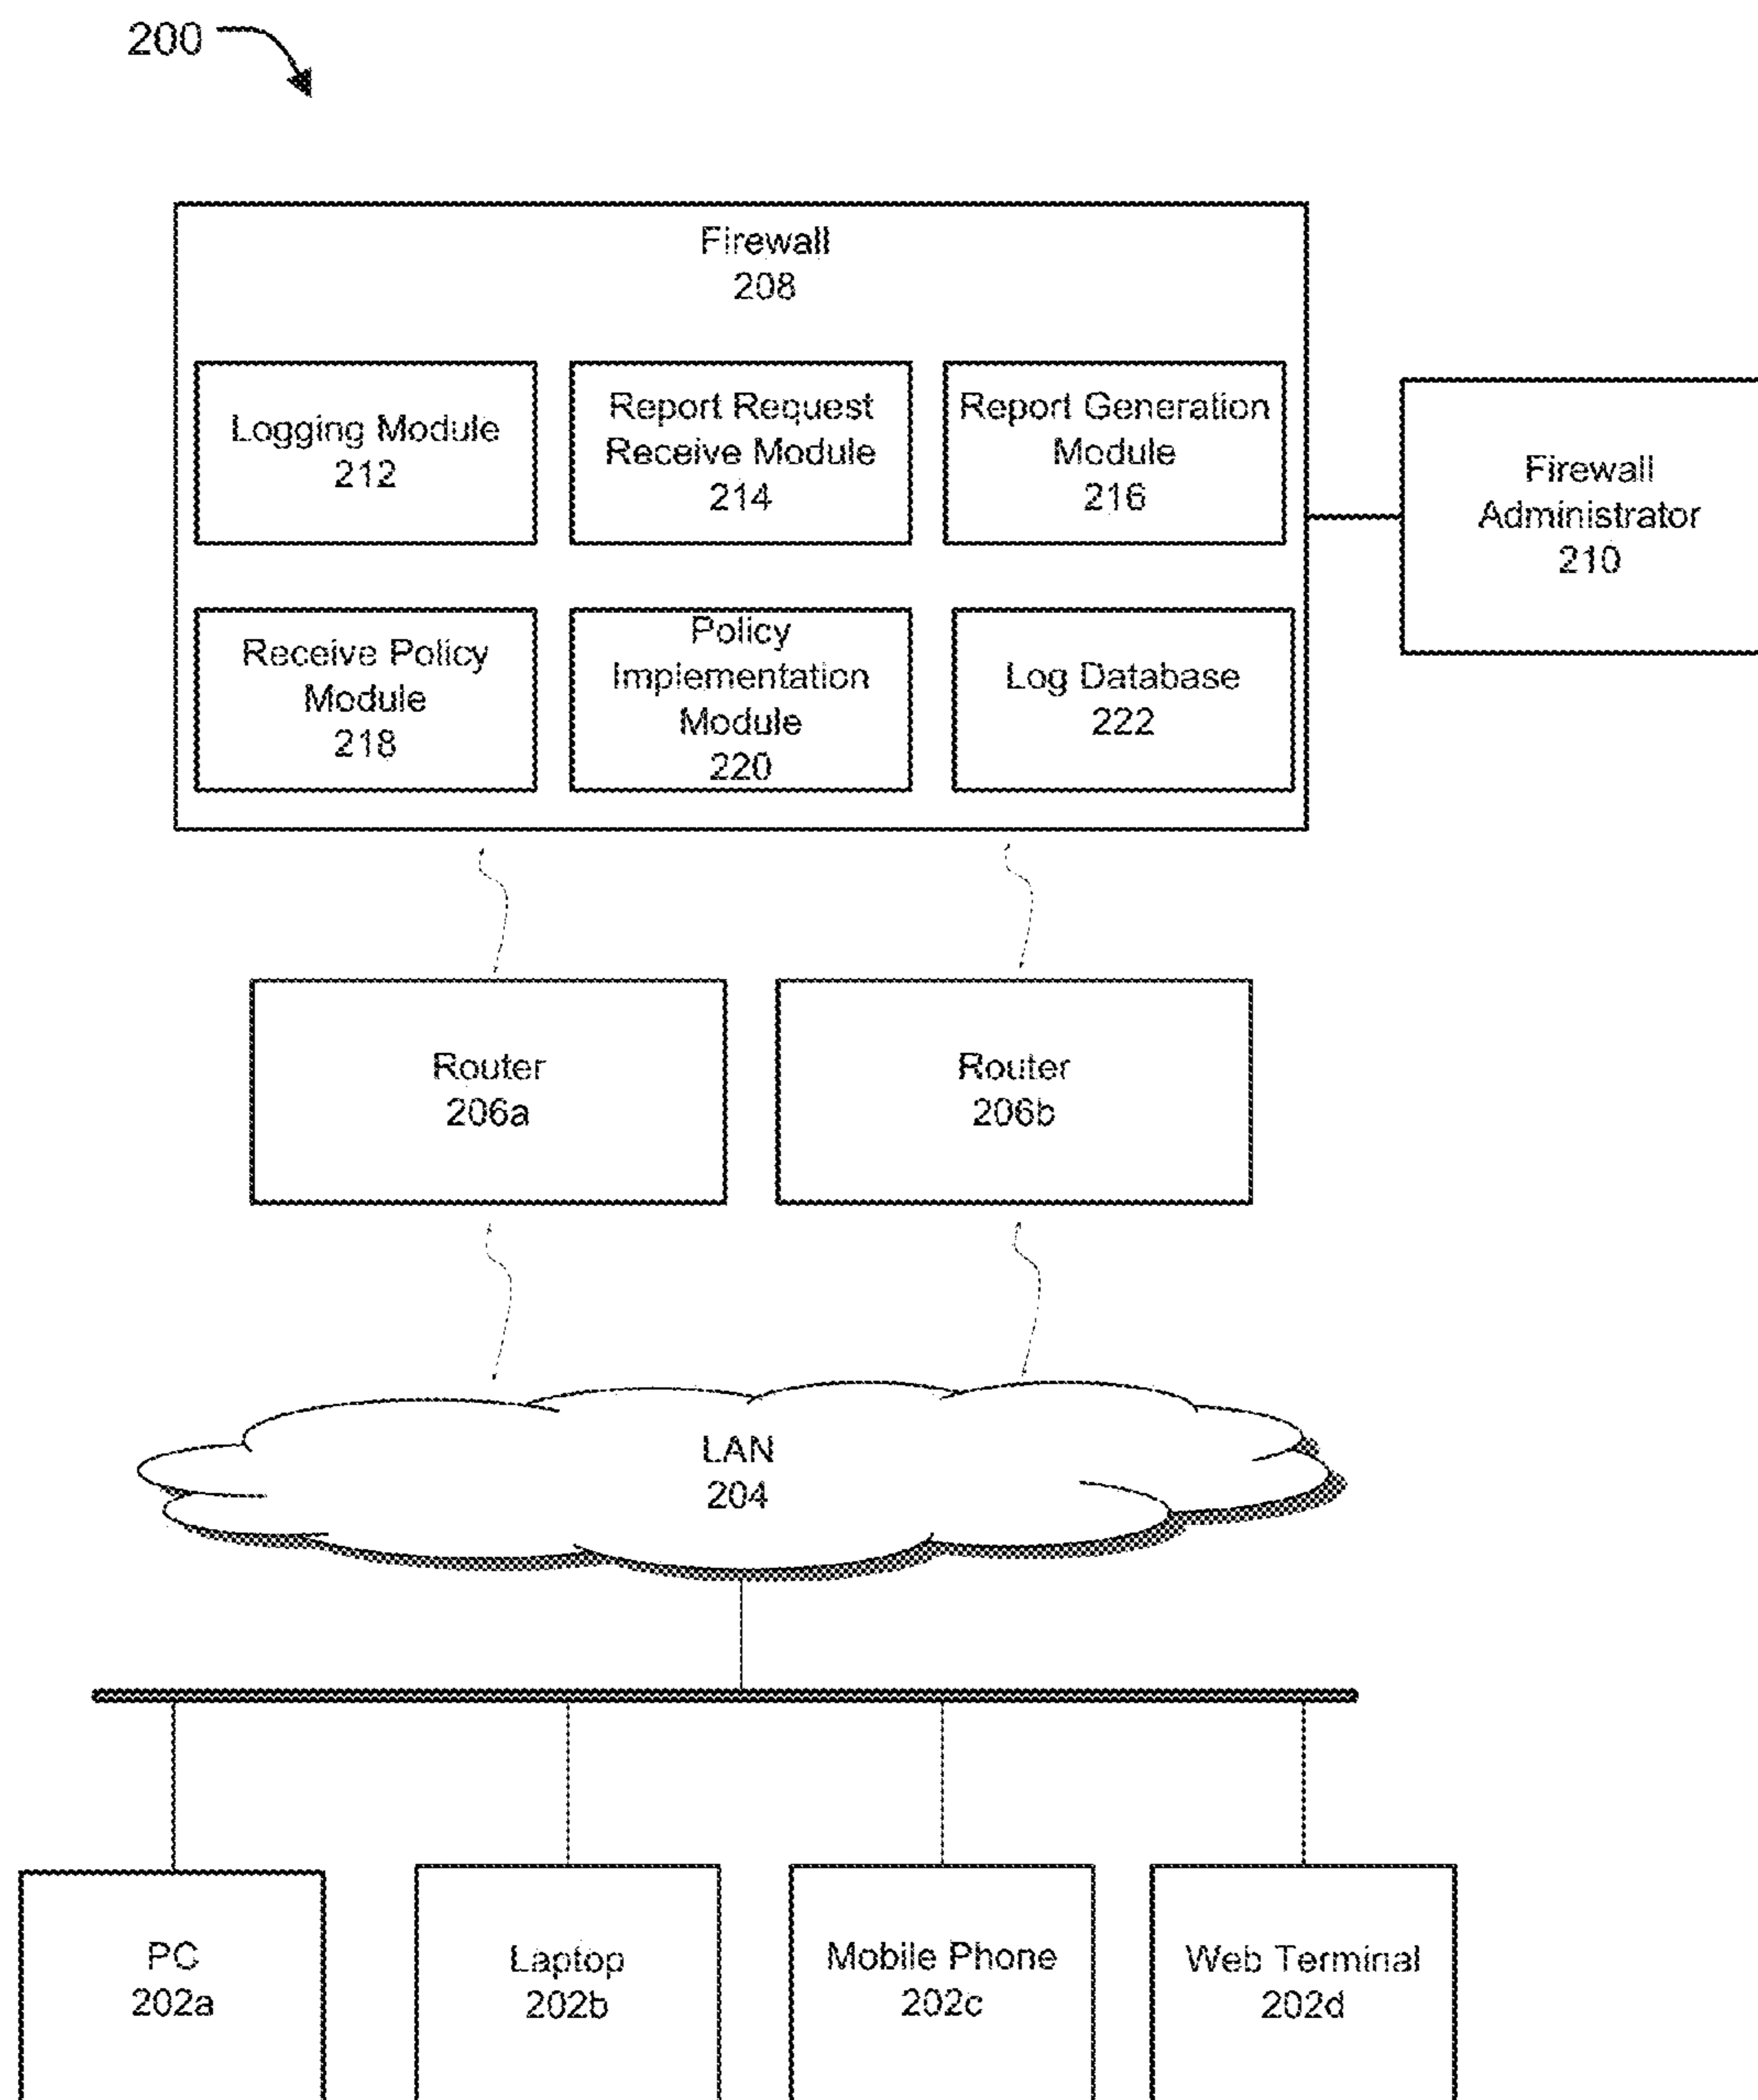 200
Firewall
208
Logging Module
212
Report Request
Receive Module
214
Report Generation
Module
216
Firewall
Administrator
210
Receive Policy
Module
218
Policy
Implementation
Module
220
Log Database
222
Router
206a
Router
206b
LAN
204
PC
202a
Laptop
202b
Mobile Phone
202c
Web Terminal
202d